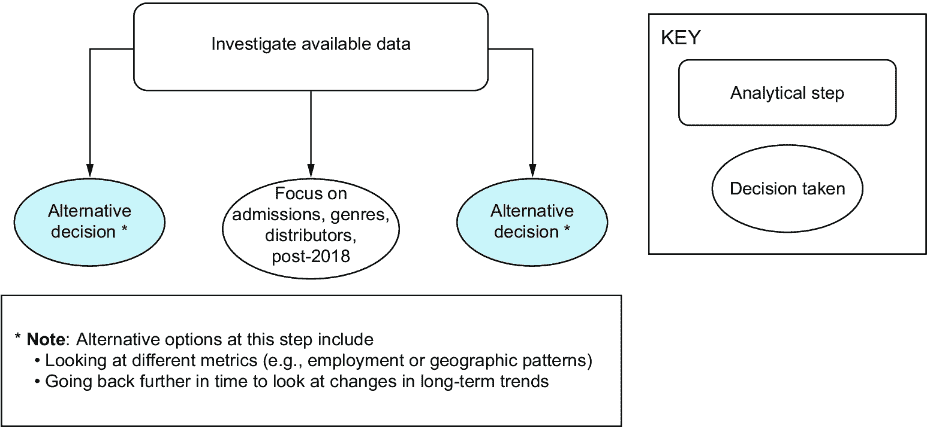 Investigate available data
Alternative
decision *
Focus on
admissions, genres,
distributors,
post-2018
Alternative
decision *
KEY
Analytical step
Decision taken
* Note: Alternative options at this step include
• Looking at different metrics (e.g., employment or geographic patterns)
• Going back further in time to look at changes in long-term trends